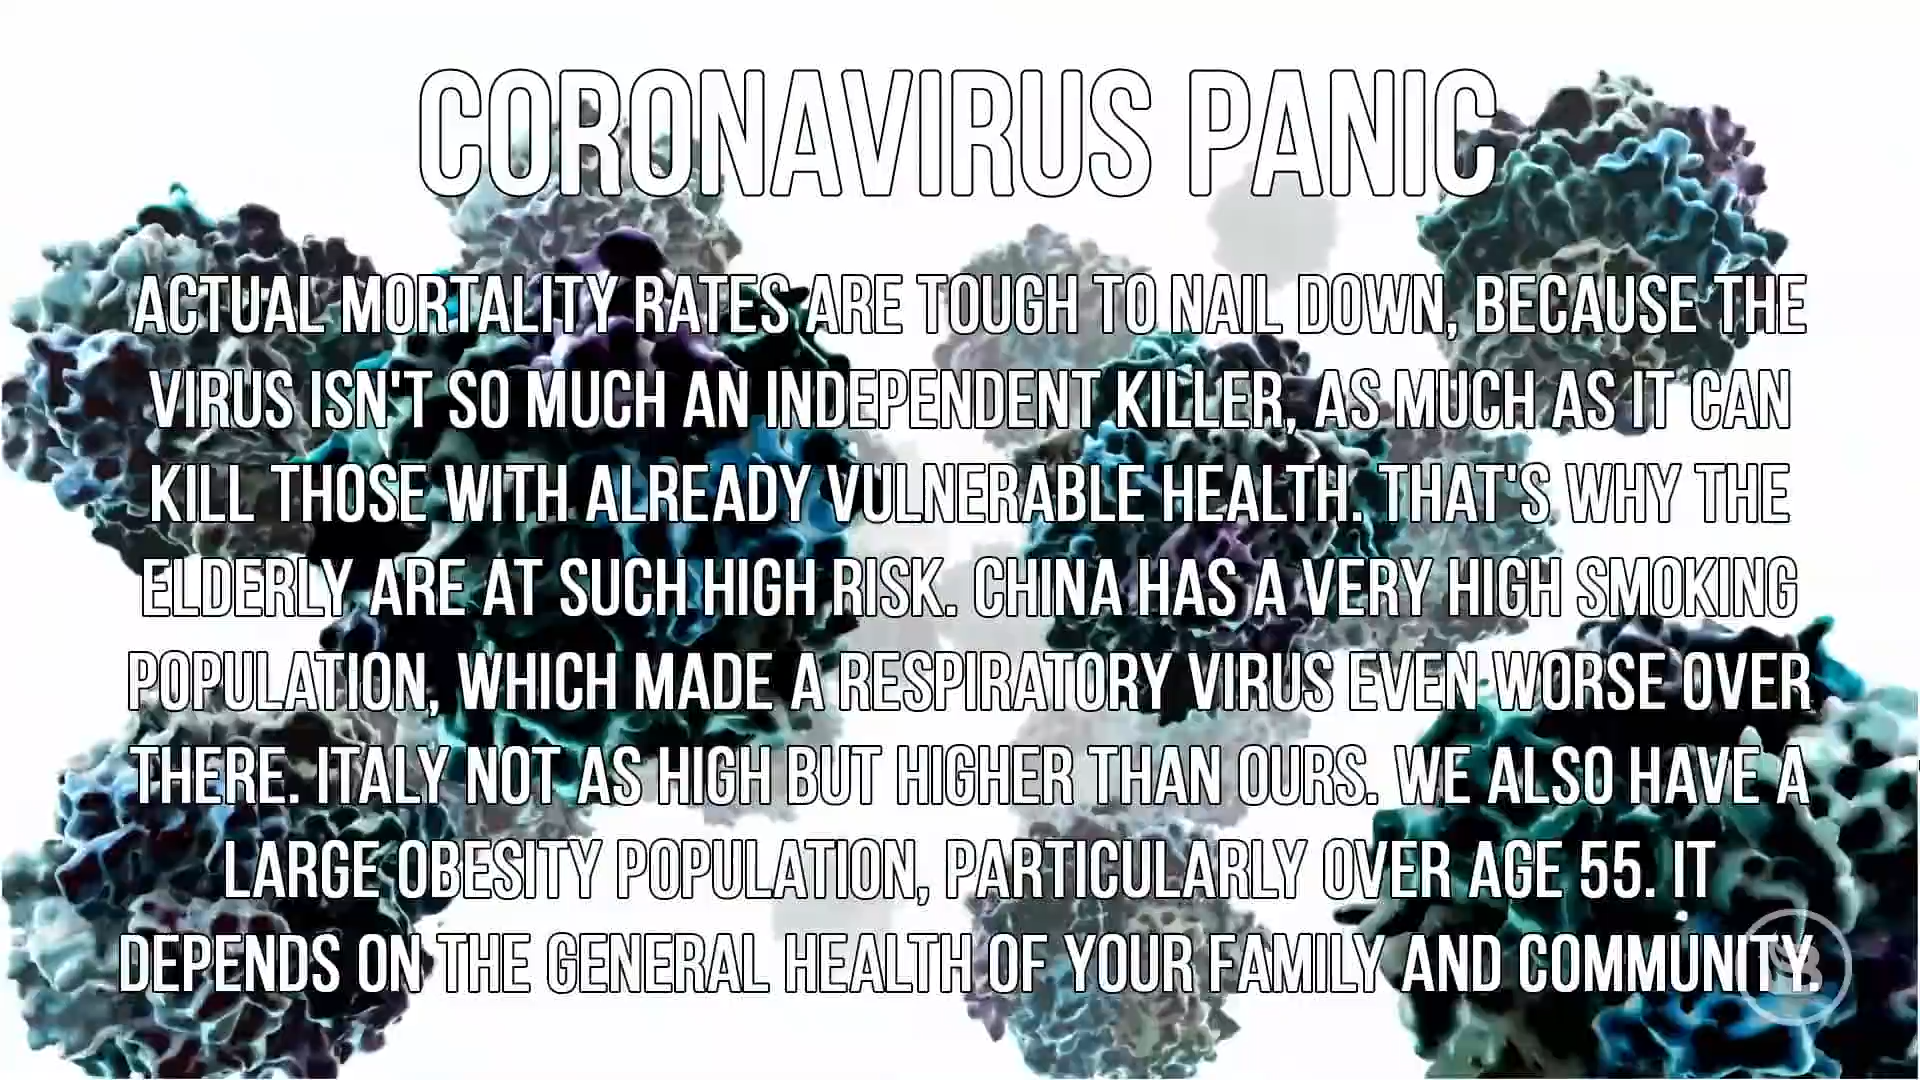 CORONAVIRUS PANIC
ACTUAL MORTALITY RATES ARE TOUGH TO NAIL DOWN, BECAUSE THE
VIRUS ISN'T SO MUCH AN INDEPENDENT KILLER, AS MUCH AS IT CAN
KILL THOSE WITH ALREADY VULNERABLE HEALTH. THAT'S WHY THE
ELDERLY ARE AT SUCH HIGH RISK. CHINA HAS A VERY HIGH SMOKING
POPULATION, WHICH MADE A RESPIRATORY VIRUS EVEN WORSE OVER
THERE. ITALY NOT AS HIGH BUT HIGHER THAN OURS. WE ALSO HAVE A
LARGE OBESITY POPULATION, PARTICULARLY OVER AGE 55. IT
DEPENDS ON THE GENERAL HEALTH OF YOUR FAMILY AND COMMUNITY.